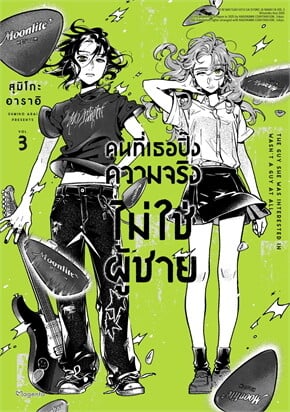 Moonlite
สุมิโกะ
อาราอิ
SUMIKO ARAI
PRESENTS
VOL
3
คนที่เธอปิ๊ง
ความจริง
ไม่ใช่
ผู้ชาย
THE GUY SHE WAS INTERESTED IN
WASN'T A GUY AT ALL
Moonlite
Moonlite
Magenta